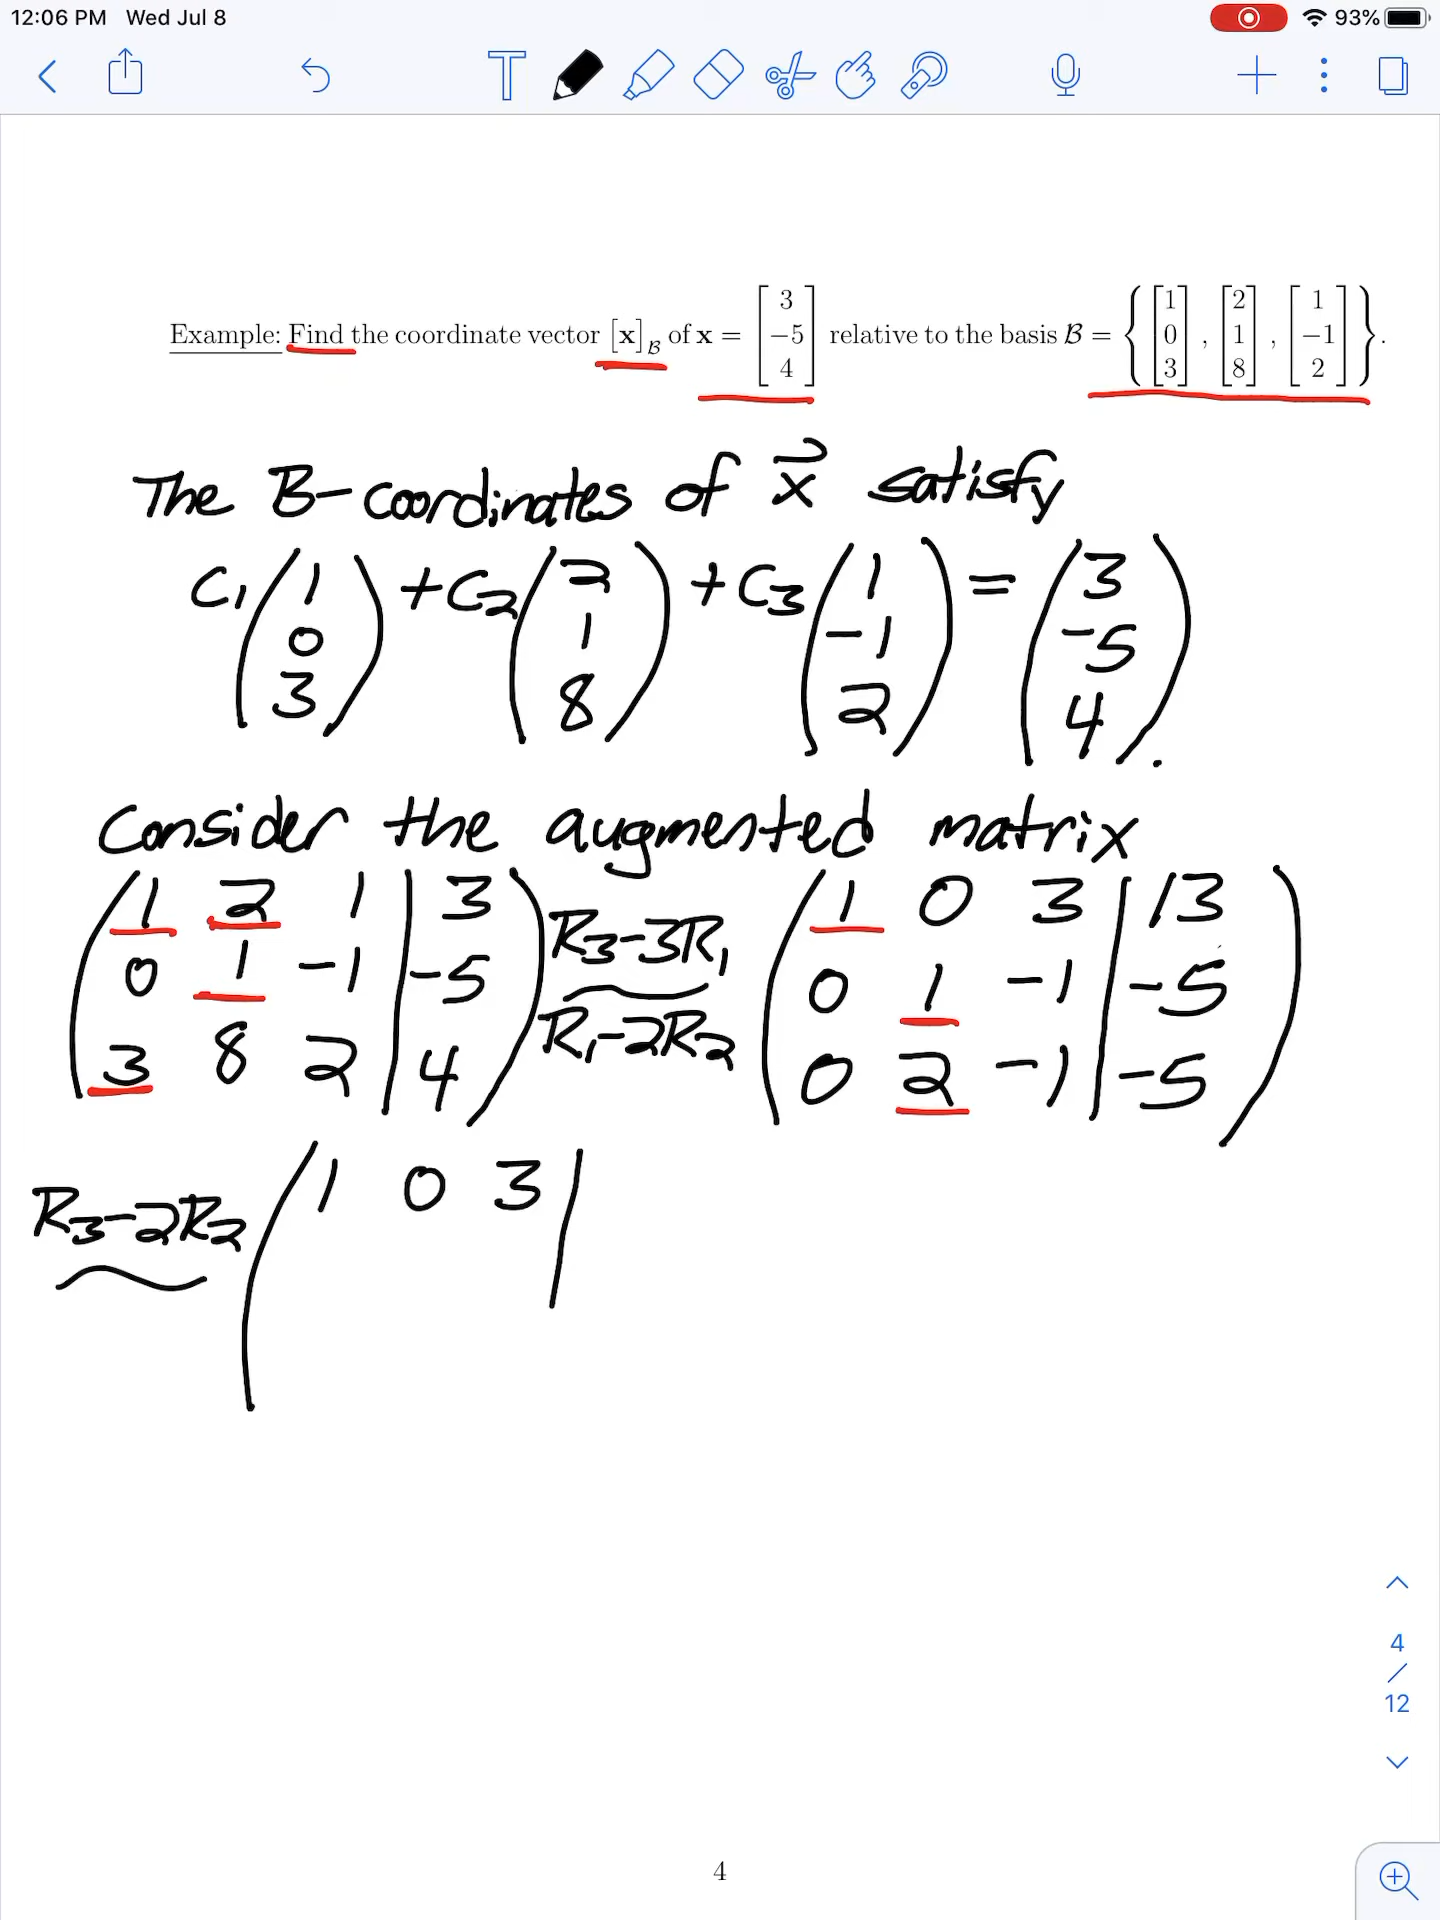 12:06 PM Wed Jul 8 93%
T
Example: Find the coordinate vector [x]_B of x = [3 −5 4] relative to the basis B = { [1 0 3], [2 1 8], [1 −1 2] }.
The B-coordinates of x⃗ satisfy
C₁ (1 0 3) + C₂ (2 1 8) + C₃ (1 −1 2) = (3 −5 4).
Consider the augmented matrix
( 1 2 1 | 3
0 1 −1 | −5
3 8 2 | 4 )
R₃−3R₁
R₁−2R₂
( 1 0 3 | 13
0 1 −1 | −5
0 2 −1 | −5 )
R₃−2R₂ ( 1 0 3 |
4
/
12
4